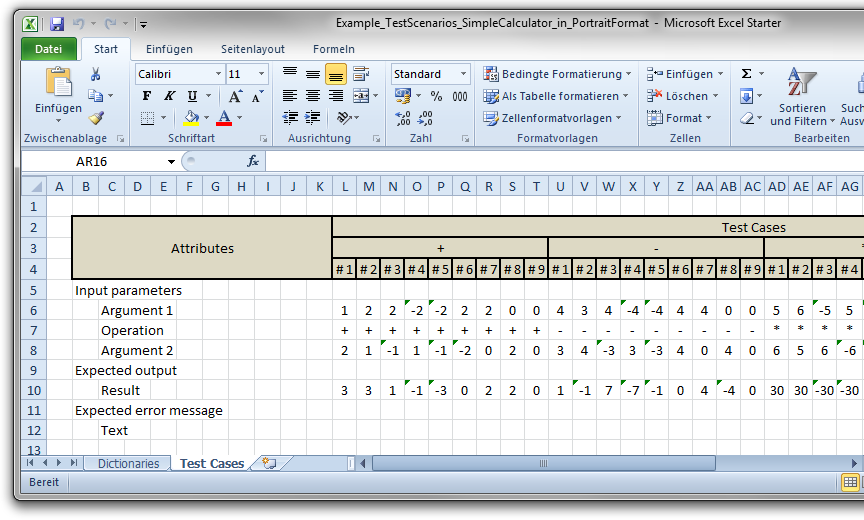 Example_TestScenarios_SimpleCalculator_in_PortraitFormat - Microsoft Excel Starter
Datei Start Einfügen Seitenlayout Formeln
Calibri 11 Standard Bedingte Formatierung Einfügen Σ
Einfügen F K U A A % 000 Als Tabelle formatieren Löschen Sortieren
A Zellenformatvorlagen Format und Filtern
Zwischenablage Schriftart Ausrichtung Zahl Formatvorlagen Zellen Bearbeiten
AR16 fx
A B C D E F G H I J K L M N O P Q R S T U V W X Y Z AA AB AC AD AE AF AG
1
2 Test Cases
3 Attributes + -
4 #1 #2 #3 #4 #5 #6 #7 #8 #9 #1 #2 #3 #4 #5 #6 #7 #8 #9 #1 #2 #3 #4
5 Input parameters
6 Argument 1 1 2 2 -2 -2 2 2 0 0 4 3 4 -4 -4 4 4 0 0 5 6 -5 5
7 Operation + + + + + + + + + - - - - - - - - - * * * *
8 Argument 2 2 1 -1 1 -1 -2 0 2 0 3 4 -3 3 -3 4 0 4 0 6 5 6 -6
9 Expected output
10 Result 3 3 1 -1 -3 0 2 2 0 1 -1 7 -7 -1 0 4 -4 0 30 30 -30 -30
11 Expected error message
12 Text
13
Dictionaries Test Cases
Bereit